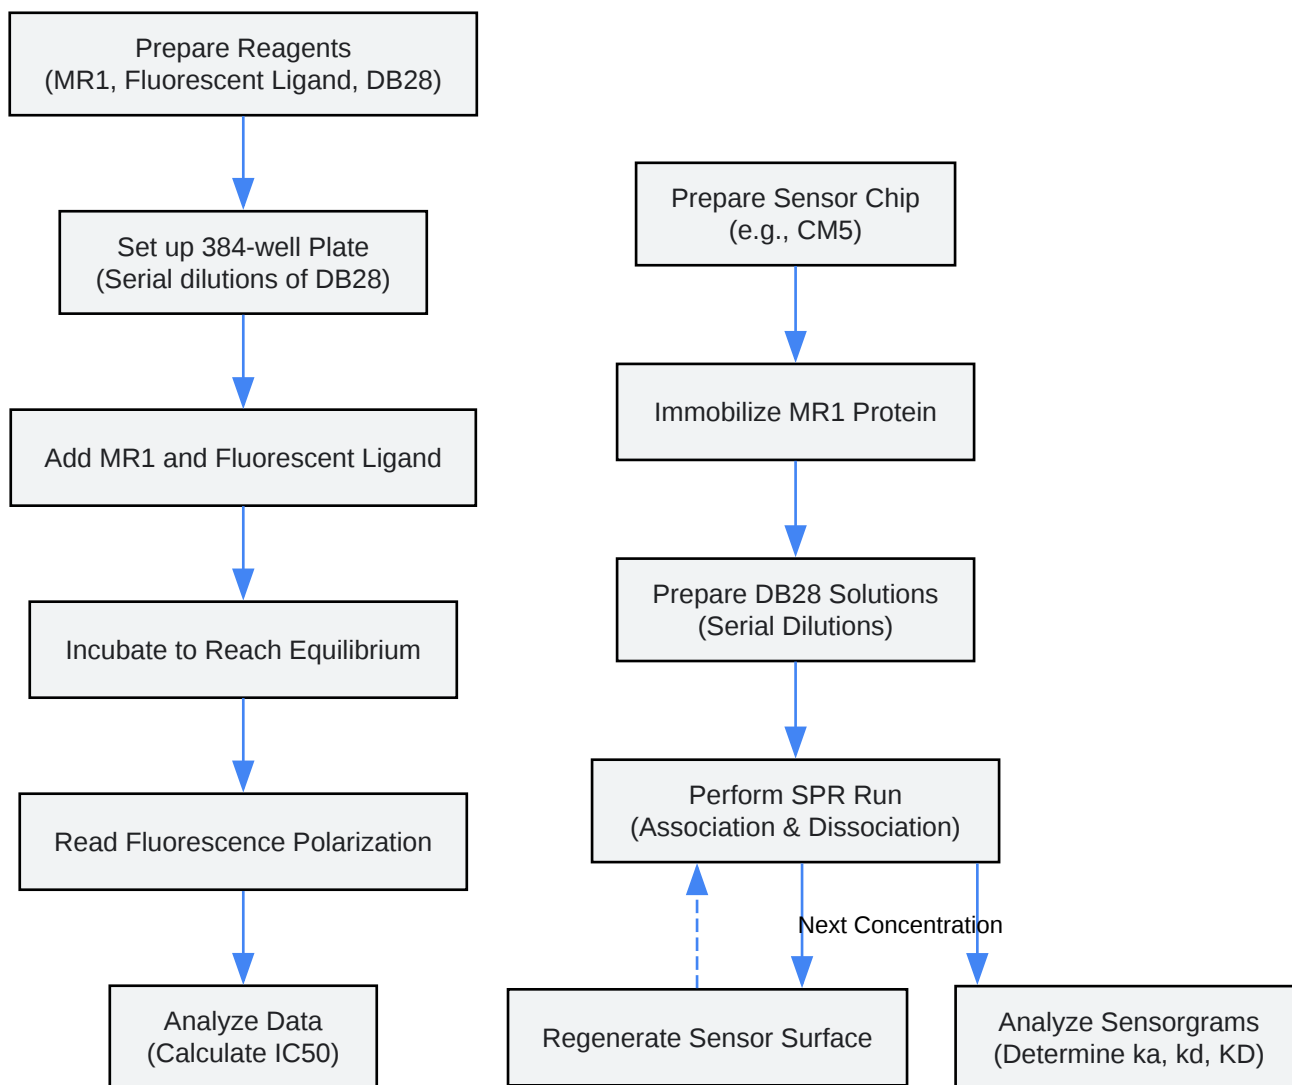 Prepare Reagents
(MR1, Fluorescent Ligand, DB28)
Set up 384-well Plate
(Serial dilutions of DB28)
Add MR1 and Fluorescent Ligand
Incubate to Reach Equilibrium
Read Fluorescence Polarization
Analyze Data
(Calculate IC50)
Prepare Sensor Chip
(e.g., CM5)
Immobilize MR1 Protein
Prepare DB28 Solutions
(Serial Dilutions)
Perform SPR Run
(Association & Dissociation)
Next Concentration
Regenerate Sensor Surface
Analyze Sensorgrams
(Determine ka, kd, KD)